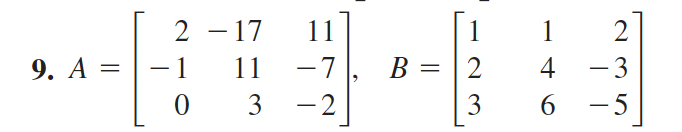 9. A = [ 2 −17 11
−1 11 −7
0 3 −2 ], B = [ 1 1 2
2 4 −3
3 6 −5 ]